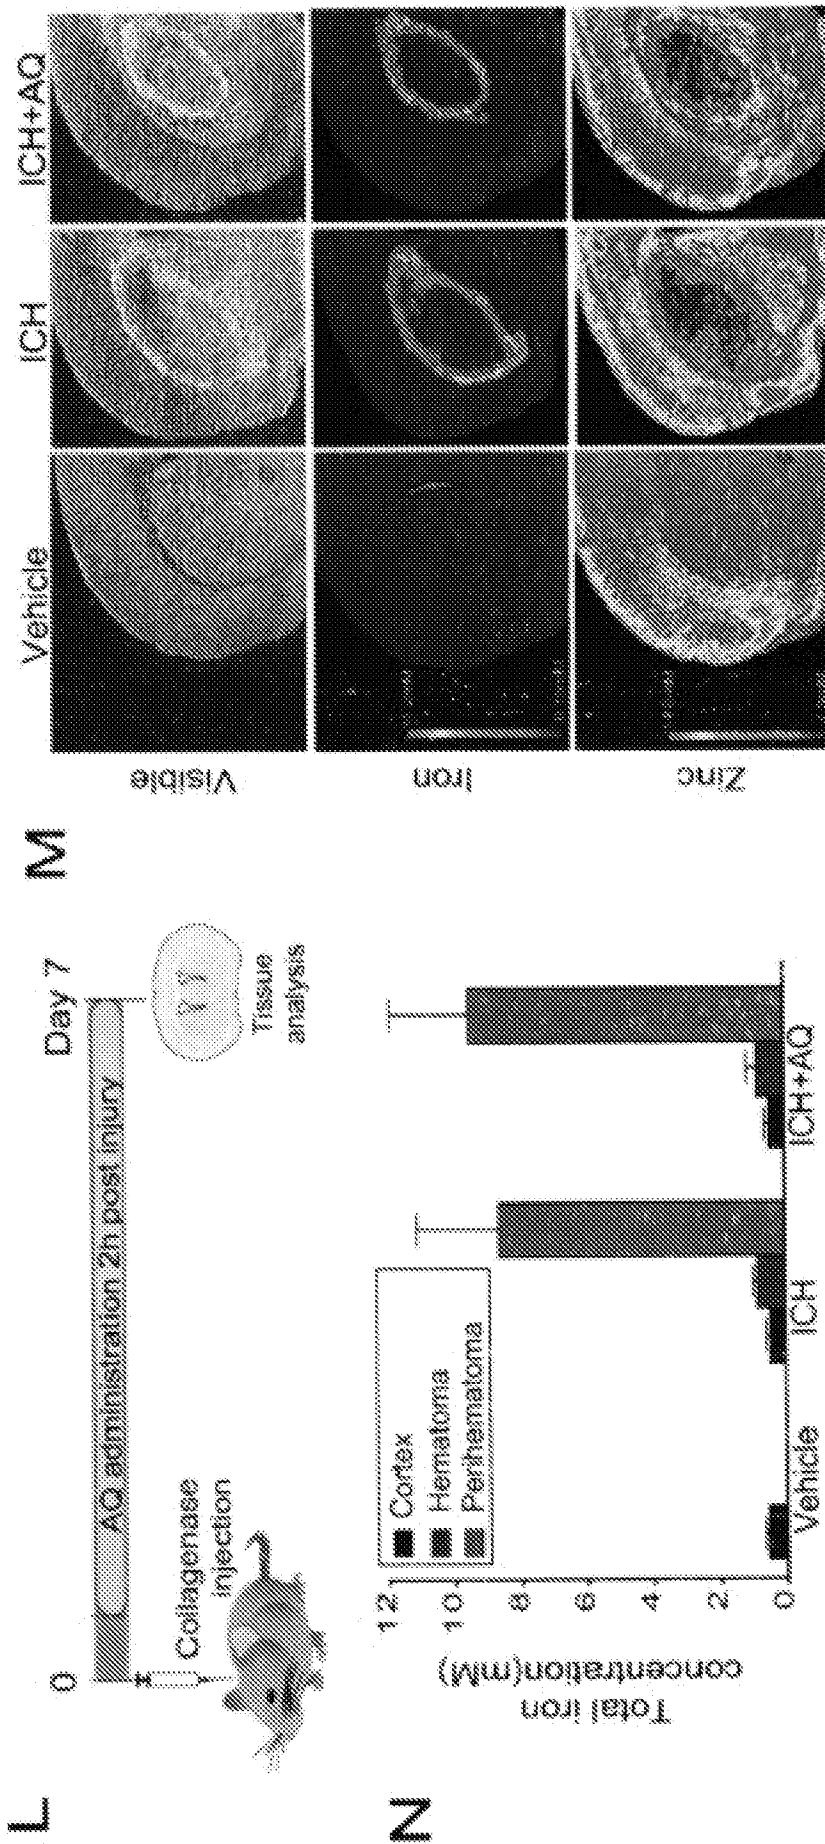 L
0
Day 7
AQ administration 2h post injury
Collagenase
injection
Tissue
analysis
M
Vehicle
ICH
ICH+AQ
Visible
Iron
Zinc
N
Total iron
concentration(mM)
12
10
8
6
4
2
0
Cortex
Hematoma
Perihematoma
Vehicle
ICH
ICH+AQ